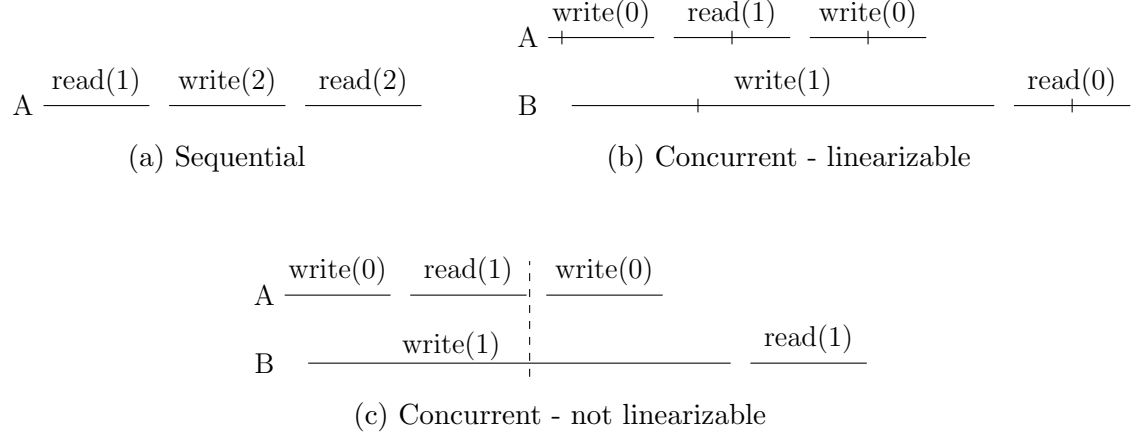 write(0) read(1) write(0)
A
read(1) write(2) read(2)
A
write(1) read(0)
B
(a) Sequential
(b) Concurrent - linearizable
write(0) read(1) write(0)
A
write(1) read(1)
B
(c) Concurrent - not linearizable